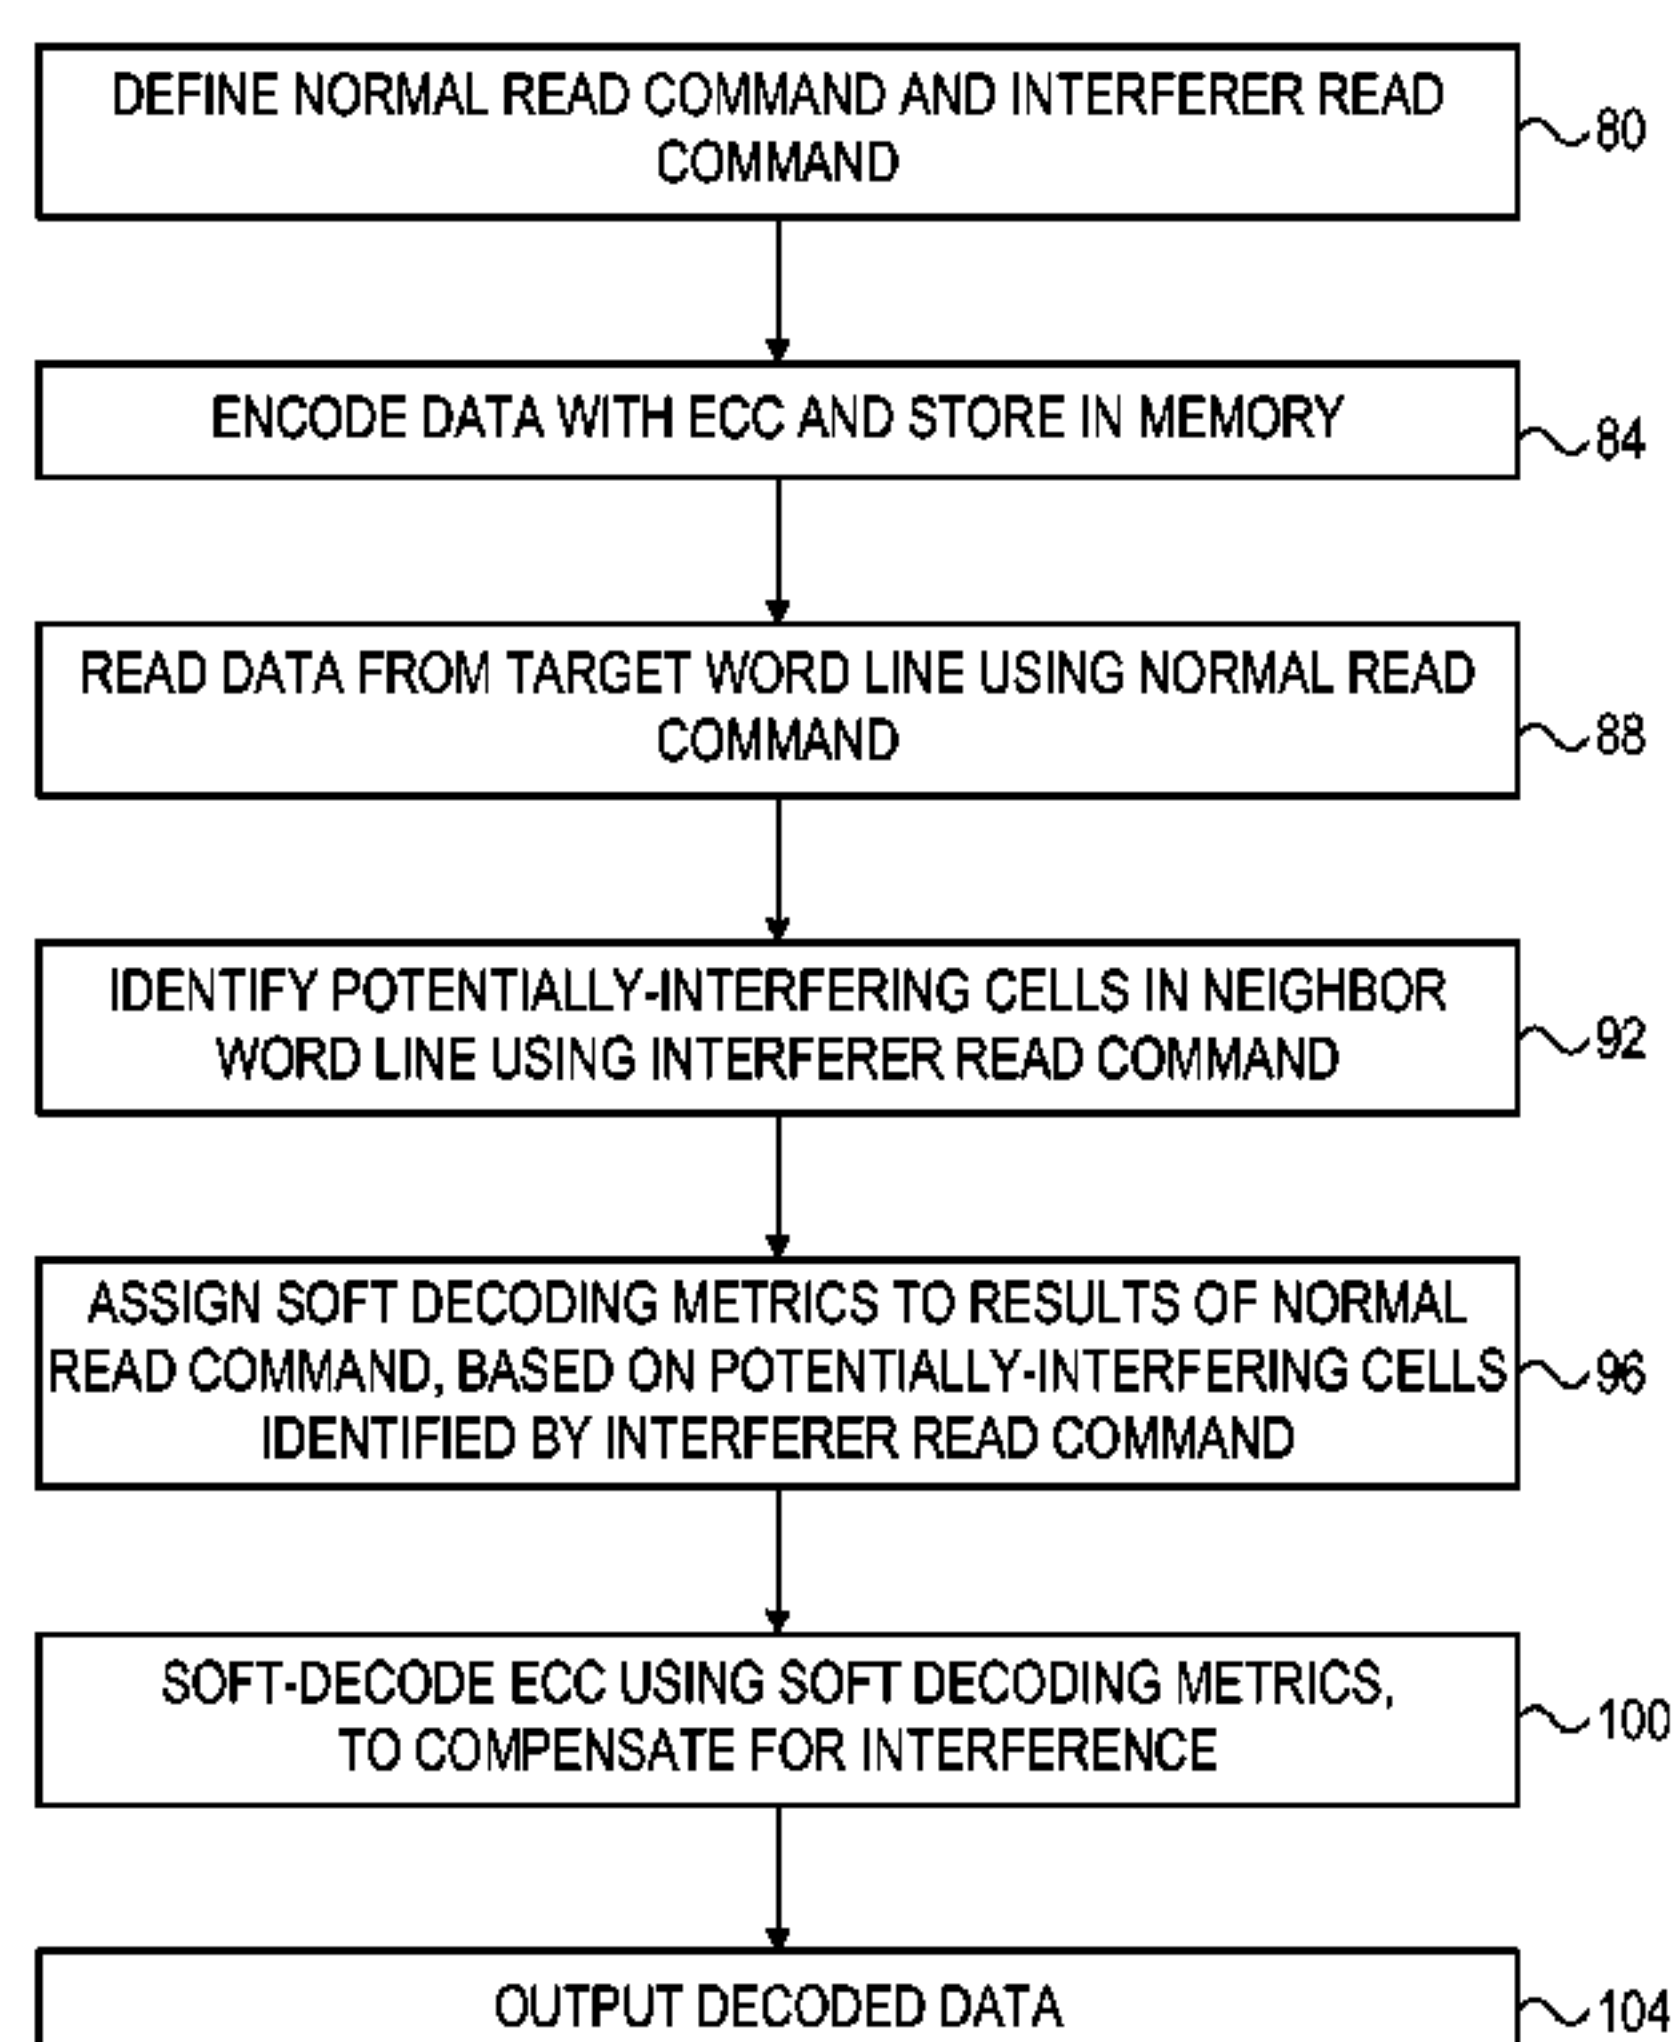 DEFINE NORMAL READ COMMAND AND INTERFERER READ
COMMAND
80
ENCODE DATA WITH ECC AND STORE IN MEMORY
84
READ DATA FROM TARGET WORD LINE USING NORMAL READ
COMMAND
88
IDENTIFY POTENTIALLY-INTERFERING CELLS IN NEIGHBOR
WORD LINE USING INTERFERER READ COMMAND
92
ASSIGN SOFT DECODING METRICS TO RESULTS OF NORMAL
READ COMMAND, BASED ON POTENTIALLY-INTERFERING CELLS
IDENTIFIED BY INTERFERER READ COMMAND
96
SOFT-DECODE ECC USING SOFT DECODING METRICS,
TO COMPENSATE FOR INTERFERENCE
100
OUTPUT DECODED DATA
104